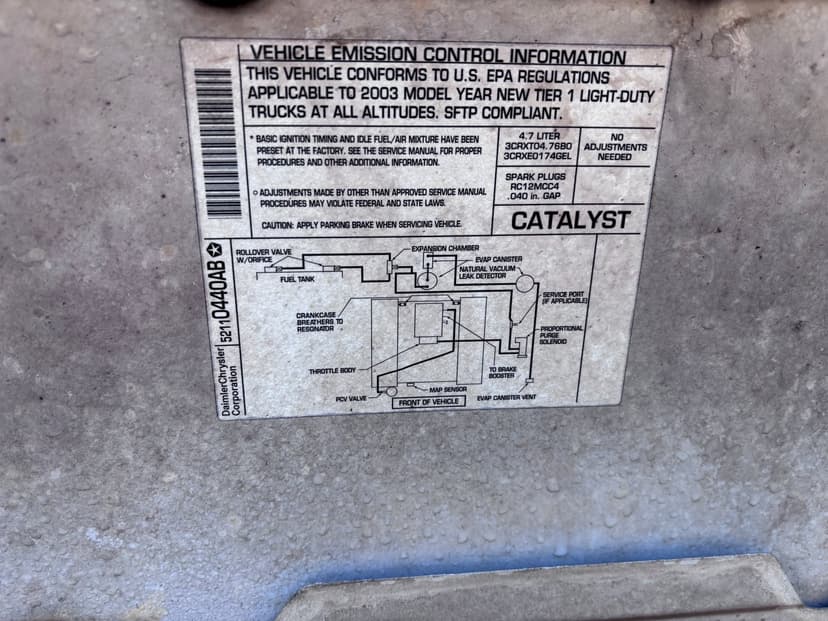 VEHICLE EMISSION CONTROL INFORMATION
THIS VEHICLE CONFORMS TO U.S. EPA REGULATIONS
APPLICABLE TO 2003 MODEL YEAR NEW TIER 1 LIGHT-DUTY
TRUCKS AT ALL ALTITUDES. SFTP COMPLIANT.
* BASIC IGNITION TIMING AND IDLE FUEL/AIR MIXTURE HAVE BEEN
PRESET AT THE FACTORY. SEE THE SERVICE MANUAL FOR PROPER
PROCEDURES AND OTHER ADDITIONAL INFORMATION.
o ADJUSTMENTS MADE BY OTHER THAN APPROVED SERVICE MANUAL
PROCEDURES MAY VIOLATE FEDERAL AND STATE LAWS.
CAUTION: APPLY PARKING BRAKE WHEN SERVICING VEHICLE.
4.7 LITER
3CRXT04.76B0
3CRXE0174GEL
NO
ADJUSTMENTS
NEEDED
SPARK PLUGS
RC12MCC4
.040 in. GAP
CATALYST
DaimlerChrysler
Corporation
52110440AB
ROLLOVER VALVE
W/ORIFICE
FUEL TANK
EXPANSION CHAMBER
EVAP CANISTER
NATURAL VACUUM
LEAK DETECTOR
SERVICE PORT
(IF APPLICABLE)
CRANKCASE
BREATHERS TO
RESONATOR
PROPORTIONAL
PURGE
SOLENOID
THROTTLE BODY
TO BRAKE
BOOSTER
MAP SENSOR
PCV VALVE
FRONT OF VEHICLE
EVAP CANISTER VENT